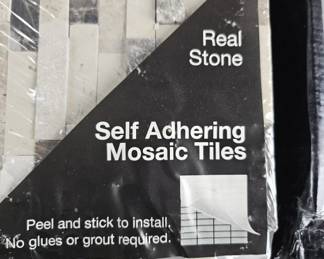 Real
Stone
Self Adhering
Mosaic Tiles
Peel and stick to install.
No glues or grout required.